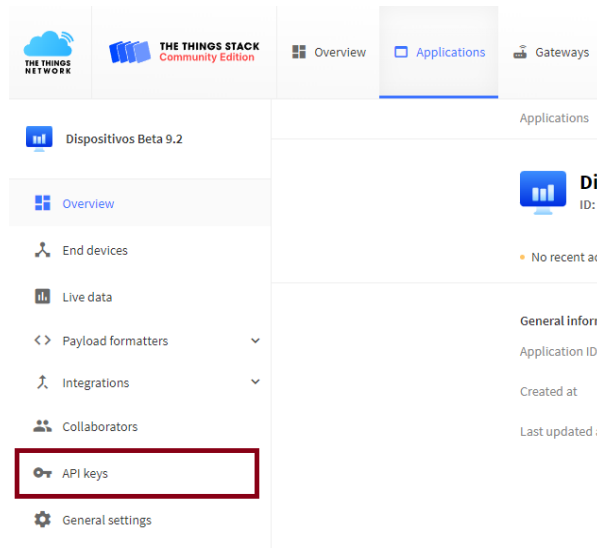 THE THINGS
NETWORK
THE THINGS STACK
Community Edition
Overview
Applications
Gateways
Dispositivos Beta 9.2
Overview
End devices
Live data
Payload formatters
Integrations
Collaborators
API keys
General settings
Applications
Di
ID:
No recent ac
General inforr
Application ID
Created at
Last updated a